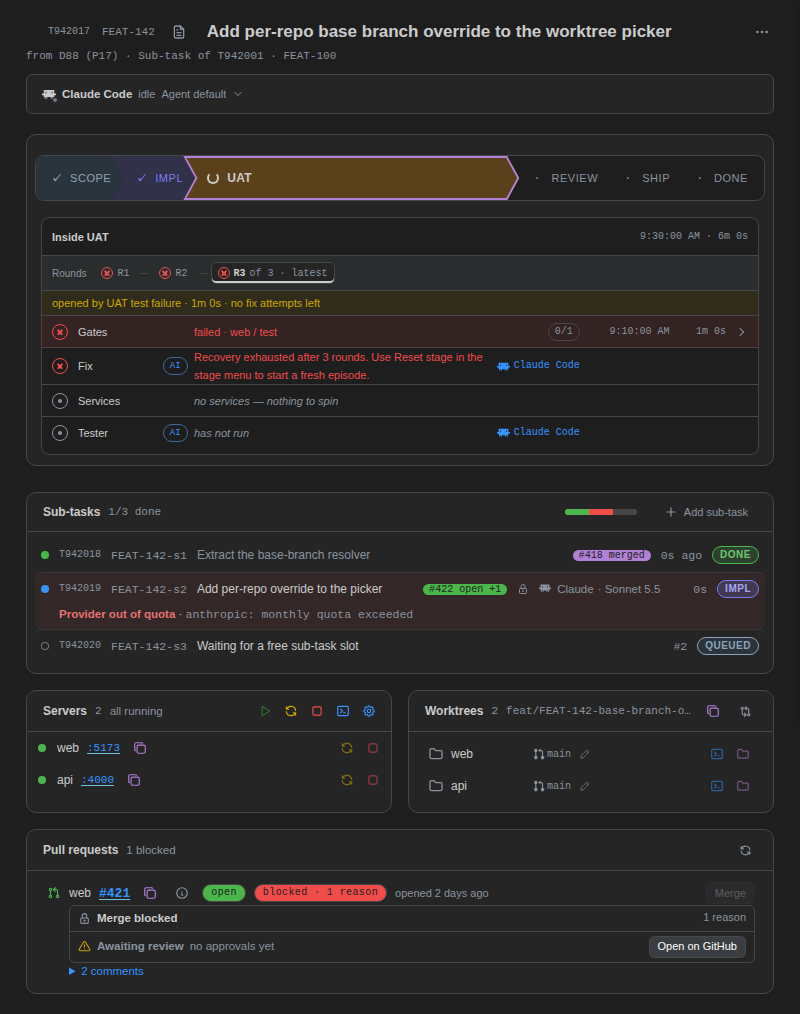 T942017 FEAT-142 Add per-repo base branch override to the worktree picker
from D88 (P17) · Sub-task of T942001 · FEAT-100
Claude Code idle Agent default
SCOPE IMPL UAT REVIEW SHIP DONE
Inside UAT 9:30:00 AM · 6m 0s
Rounds R1 R2 R3 of 3 · latest
opened by UAT test failure · 1m 0s · no fix attempts left
Gates failed · web / test 0/1 9:10:00 AM 1m 0s
Fix AI Recovery exhausted after 3 rounds. Use Reset stage in the stage menu to start a fresh episode. Claude Code
Services no services — nothing to spin
Tester AI has not run Claude Code
Sub-tasks 1/3 done Add sub-task
T942018 FEAT-142-s1 Extract the base-branch resolver #418 merged 0s ago DONE
T942019 FEAT-142-s2 Add per-repo override to the picker #422 open +1 Claude · Sonnet 5.5 0s IMPL
Provider out of quota · anthropic: monthly quota exceeded
T942020 FEAT-142-s3 Waiting for a free sub-task slot #2 QUEUED
Servers 2 all running
web :5173
api :4000
Worktrees 2 feat/FEAT-142-base-branch-o…
web main
api main
Pull requests 1 blocked
web #421 open blocked · 1 reason opened 2 days ago Merge
Merge blocked 1 reason
Awaiting review no approvals yet Open on GitHub
2 comments